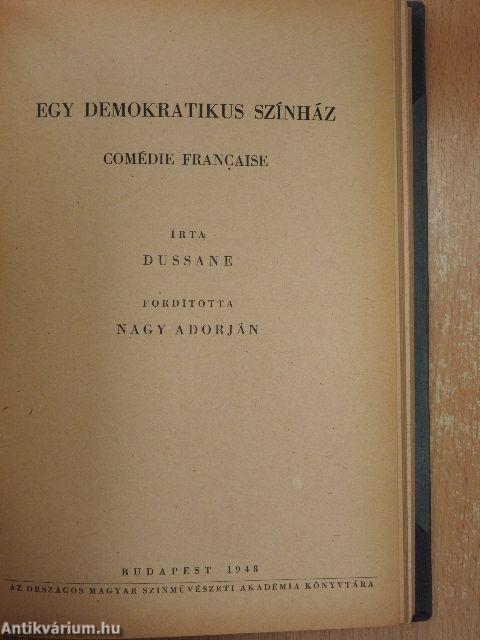 EGY DEMOKRATIKUS SZÍNHÁZ
COMÉDIE FRANÇAISE
ÍRTA
DUSSANE
FORDÍTOTTA
NAGY ADORJÁN
BUDAPEST 1948
AZ ORSZÁGOS MAGYAR SZINMŰVÉSZETI AKADÉMIA KÖNYVTÁRA
Antikvárium.hu